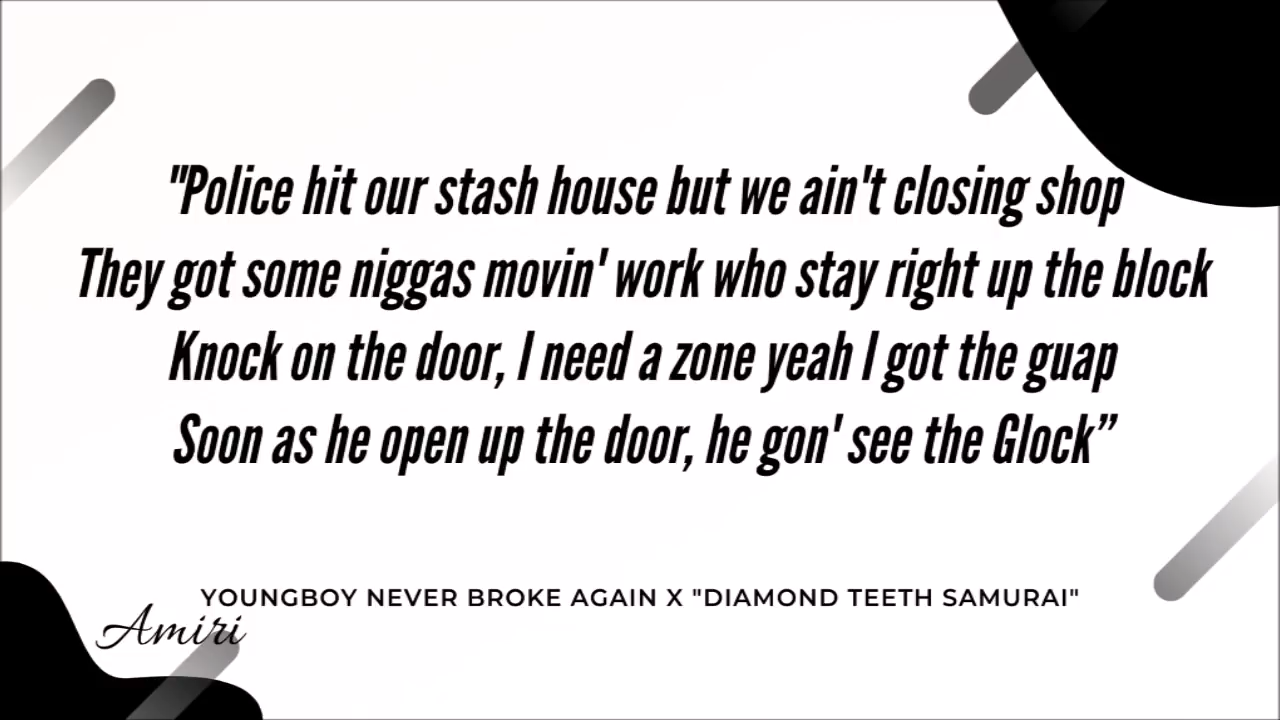 "Police hit our stash house but we ain't closing shop
They got some niggas movin' work who stay right up the block
Knock on the door, I need a zone yeah I got the guap
Soon as he open up the door, he gon' see the Glock”
YOUNGBOY NEVER BROKE AGAIN X "DIAMOND TEETH SAMURAI"
Amiri